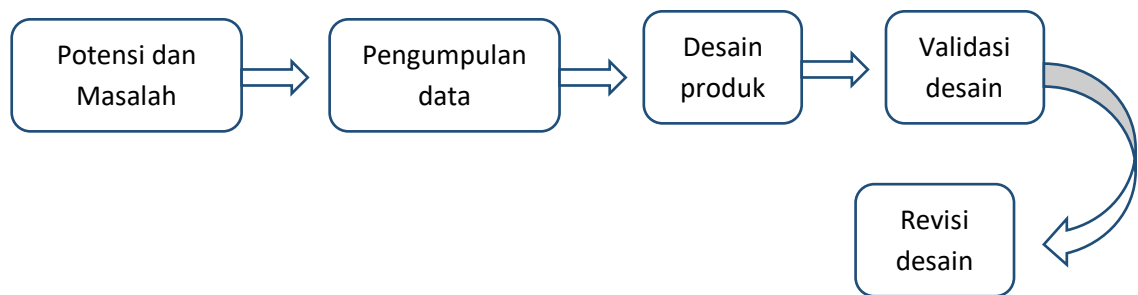 Potensi dan
Masalah
Pengumpulan
data
Desain
produk
Validasi
desain
Revisi
desain